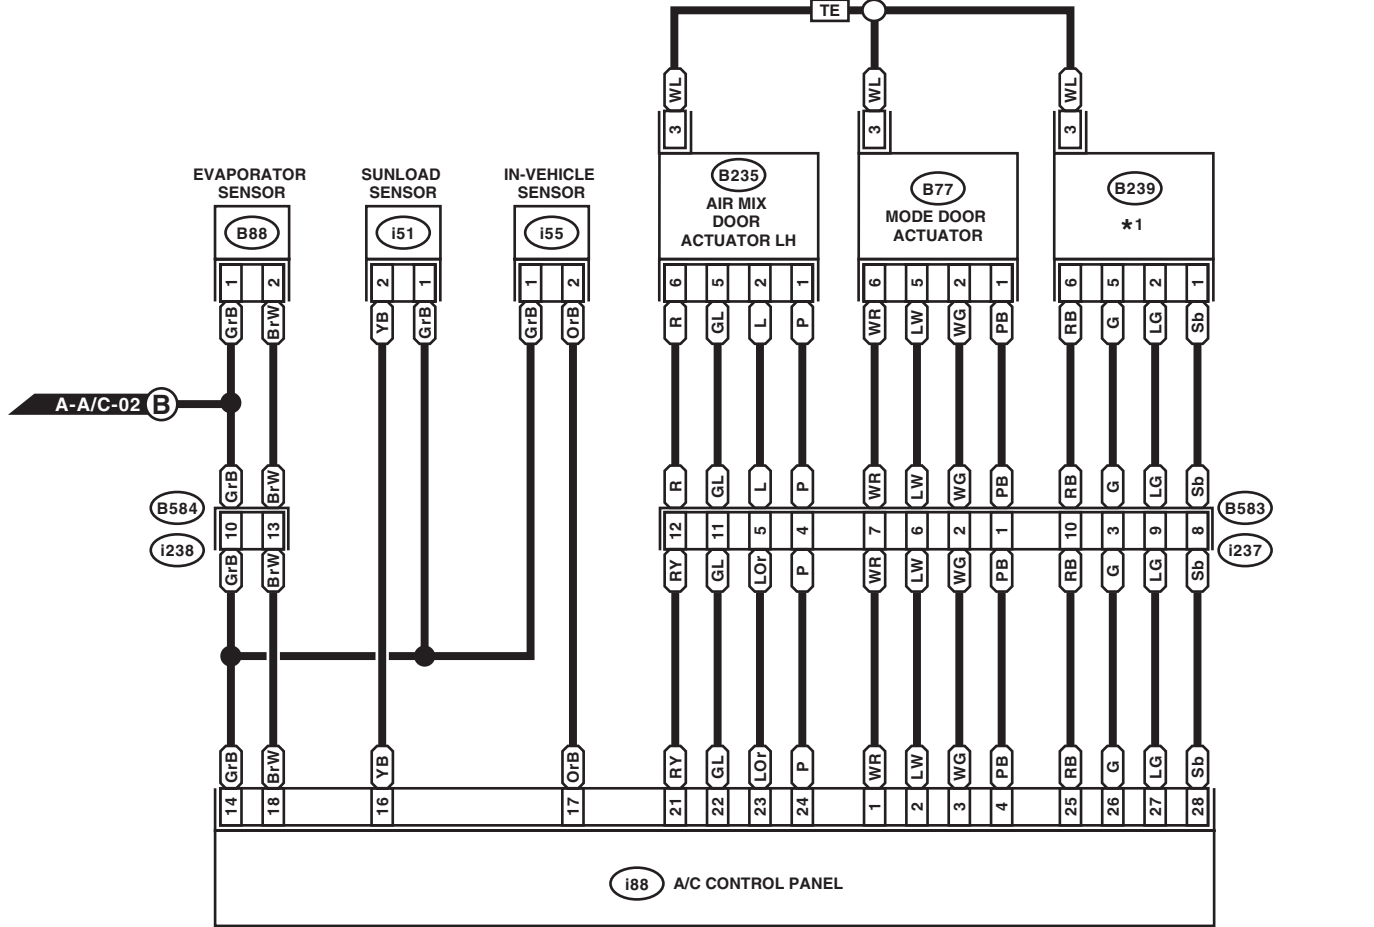 TE
WL WL WL
3 3 3
EVAPORATOR
SENSOR
SUNLOAD
SENSOR
IN-VEHICLE
SENSOR
B88
i51
i55
B235
AIR MIX
DOOR
ACTUATOR LH
B77
MODE DOOR
ACTUATOR
B239
*1
1 2 2 1 1 2 6 5 2 1 6 5 2 1 6 5 2 1
GrB BrW YB GrB GrB OrB R GL L P WR LW WG PB RB G LG Sb
A-A/C-02 B
GrB BrW R GL L P WR LW WG PB RB G LG Sb
B584 B583
10 13 12 11 5 4 7 6 2 1 10 3 9 8
i238 i237
GrB BrW RY GL LOr P WR LW WG PB RB G LG Sb
GrB BrW YB OrB RY GL LOr P WR LW WG PB RB G LG Sb
14 18 16 17 21 22 23 24 1 2 3 4 25 26 27 28
i88 A/C CONTROL PANEL